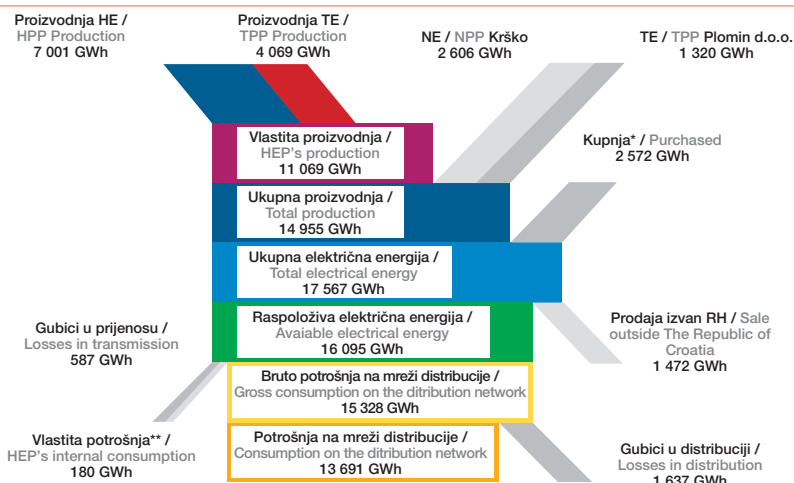 Proizvodnja HE /
HPP Production
7 001 GWh
Proizvodnja TE /
TPP Production
4 069 GWh
NE / NPP Krško
2 606 GWh
TE / TPP Plomin d.o.o.
1 320 GWh
Vlastita proizvodnja /
HEP's production
11 069 GWh
Kupnja* / Purchased
2 572 GWh
Ukupna proizvodnja /
Total production
14 955 GWh
Ukupna električna energija /
Total electrical energy
17 567 GWh
Raspoloživa električna energija /
Avaiable electrical energy
16 095 GWh
Gubici u prijenosu /
Losses in transmission
587 GWh
Prodaja izvan RH / Sale
outside The Republic of
Croatia
1 472 GWh
Bruto potrošnja na mreži distribucije /
Gross consumption on the ditribution network
15 328 GWh
Vlastita potrošnja** /
HEP's internal consumption
180 GWh
Potrošnja na mreži distribucije /
Consumption on the ditribution network
13 691 GWh
Gubici u distribuciji /
Losses in distribution
1 637 GWh